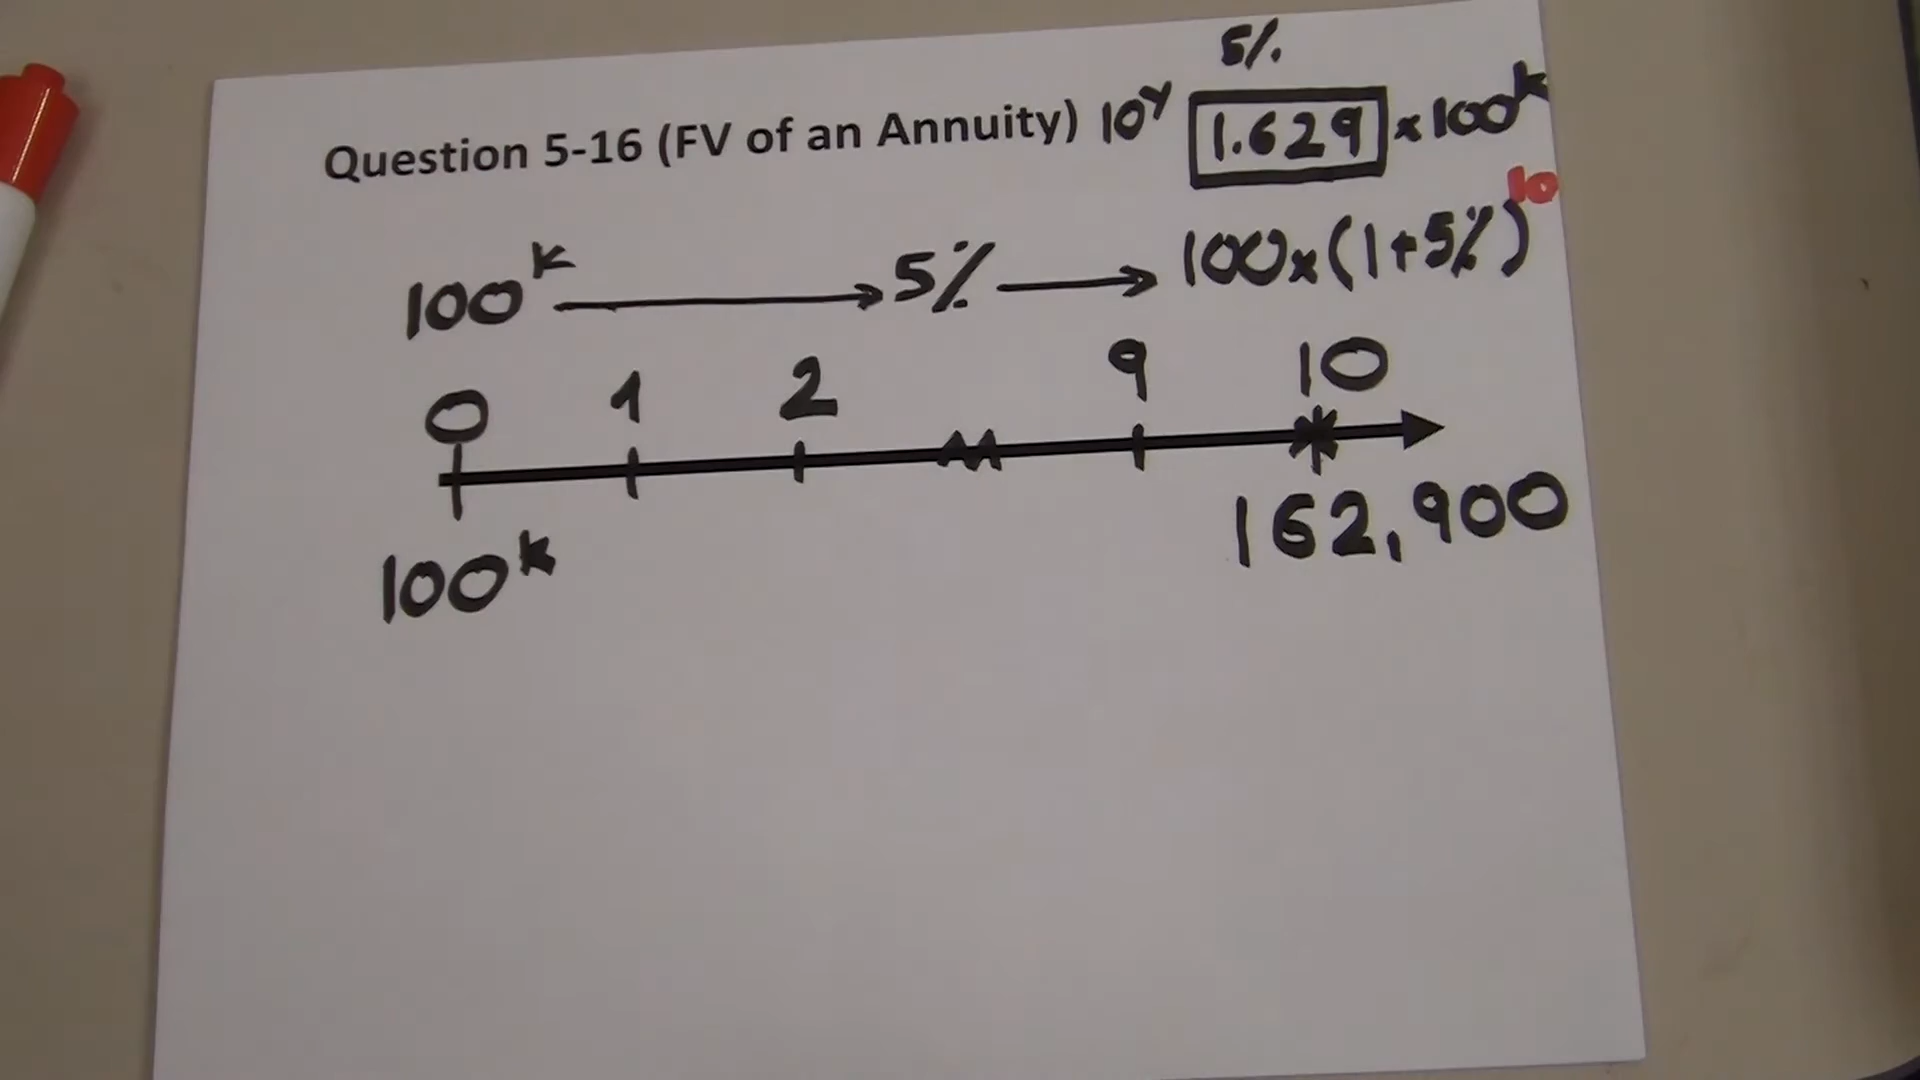 5%
Question 5-16 (FV of an Annuity) 10Y 1.629 x 100K
100K → 5% → 100x(1+5%)10
0 1 2 9 10
162,900
100K